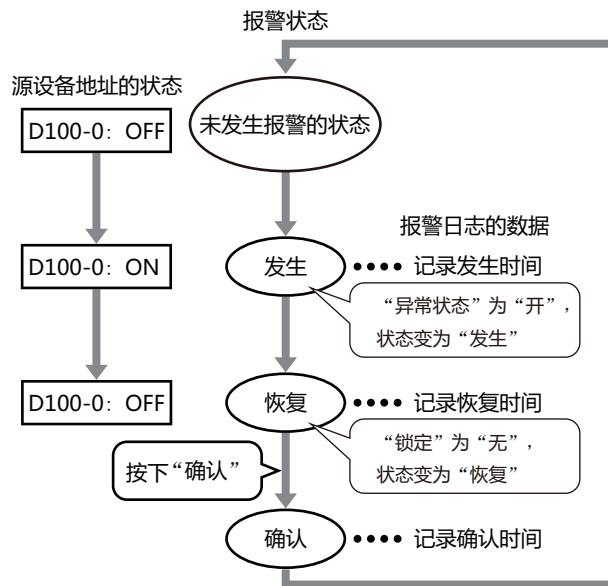 报警状态
源设备地址的状态
D100-0：OFF
未发生报警的状态
报警日志的数据
D100-0：ON
发生
•••• 记录发生时间
“异常状态”为“开”，
状态变为“发生”
D100-0：OFF
恢复
•••• 记录恢复时间
“锁定”为“无”，
状态变为“恢复”
按下“确认”
确认
•••• 记录确认时间